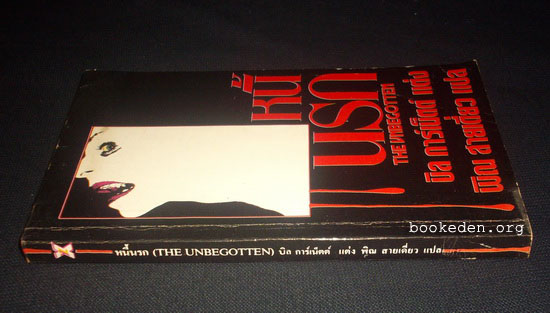 หนี้
นรก
THE UNBEGOTTEN
บิล การ์เน็ตต์ แต่ง
พิณ สายเดี่ยว แปล
bookeden.org
หนี้นรก (THE UNBEGOTTEN) บิล การ์เน็ตต์ แต่ง พิณ สายเดี่ยว แปล